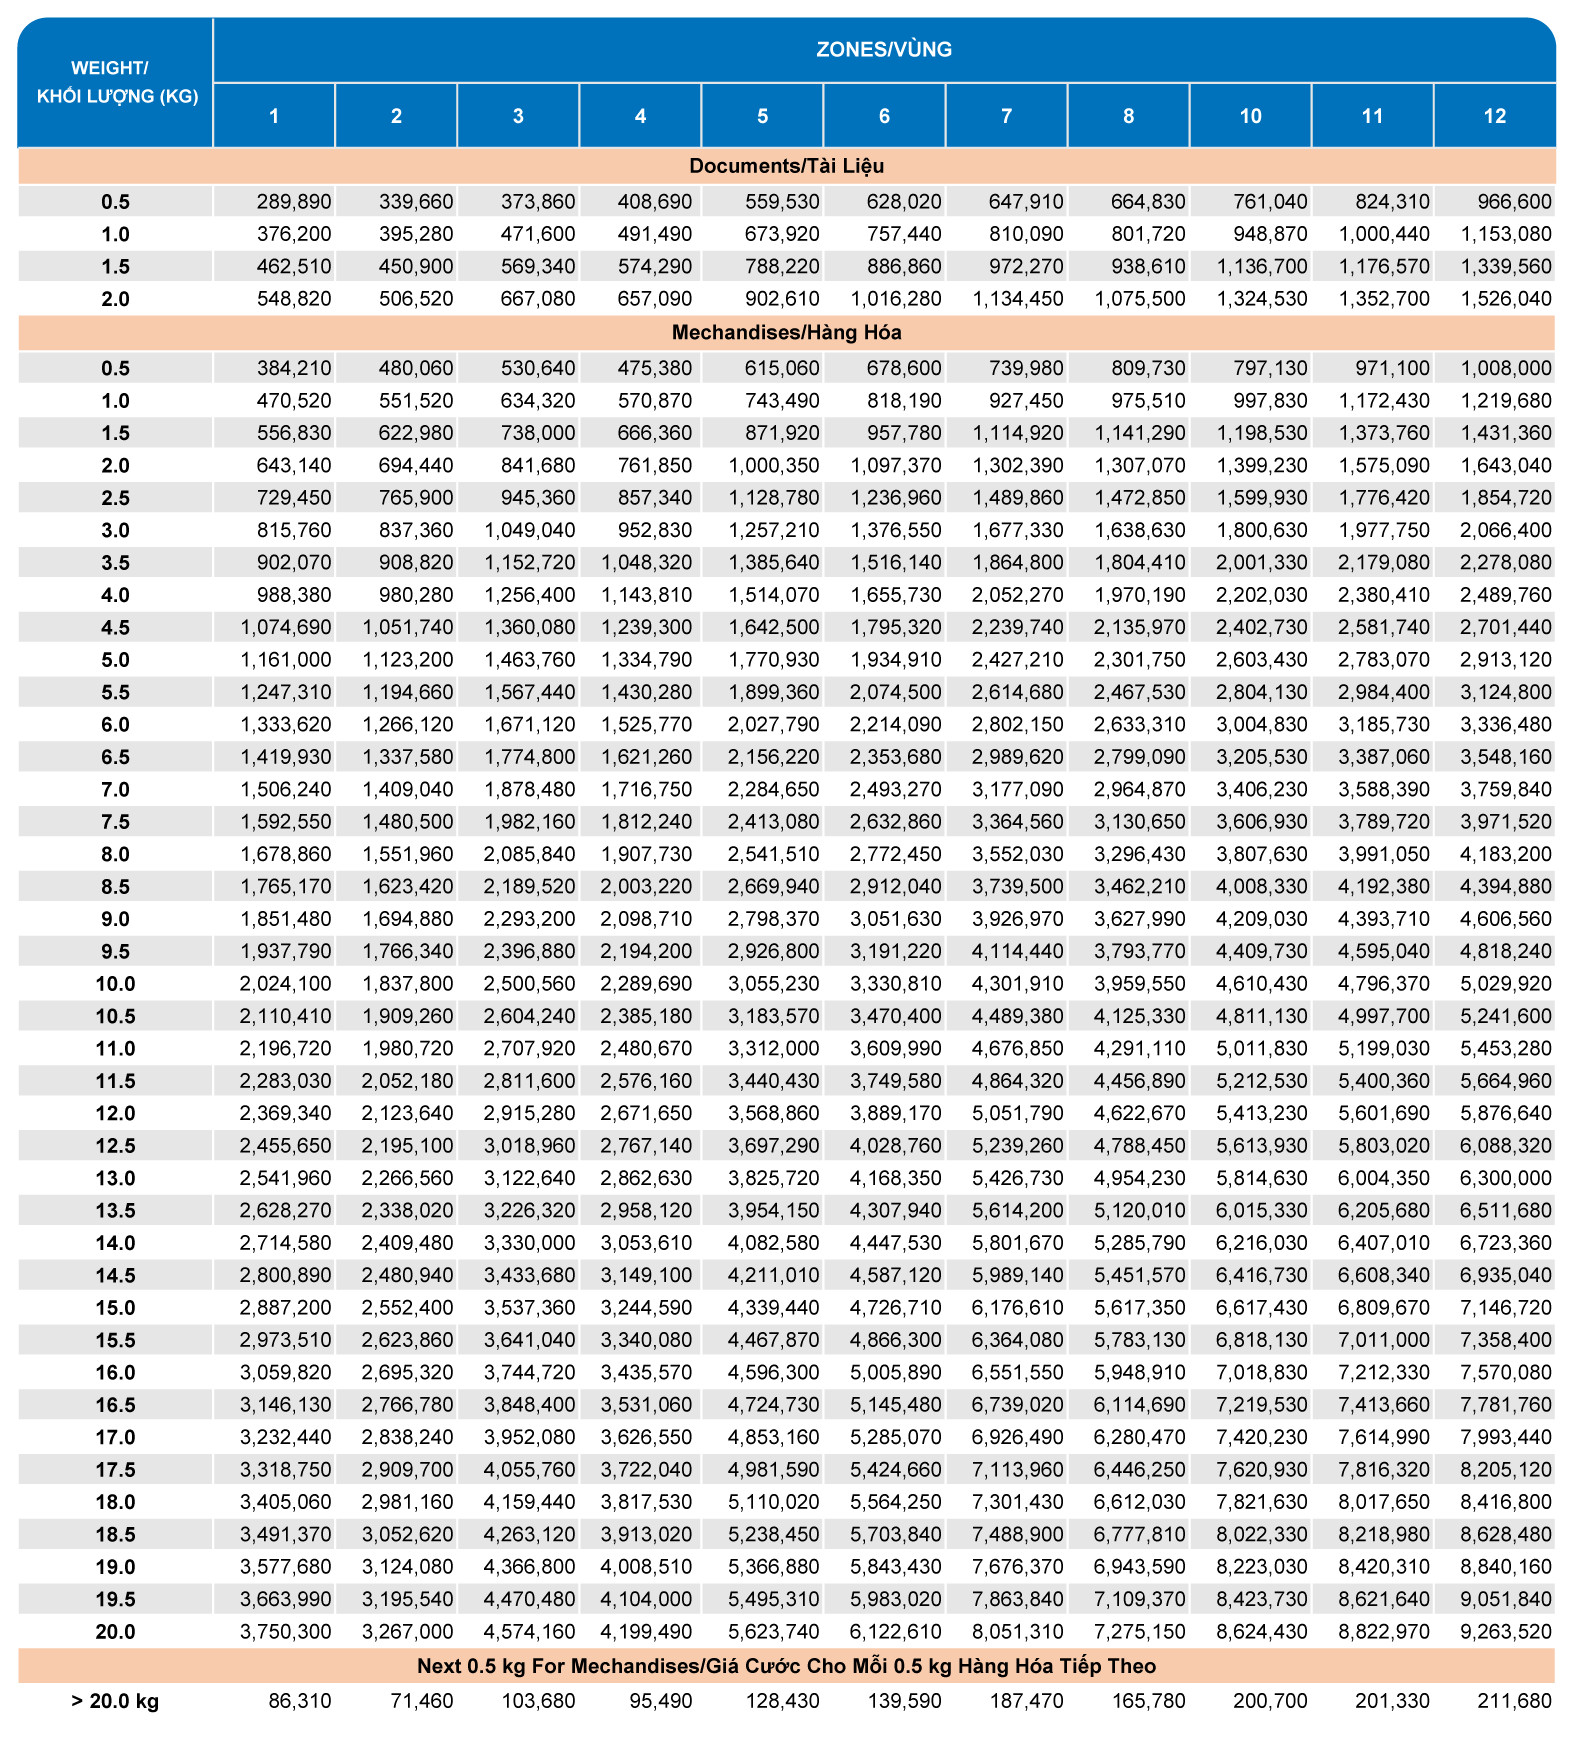 WEIGHT/
KHỐI LƯỢNG (KG)
ZONES/VÙNG
1 2 3 4 5 6 7 8 10 11 12
Documents/Tài Liệu
0.5 289,890 339,660 373,860 408,690 559,530 628,020 647,910 664,830 761,040 824,310 966,600
1.0 376,200 395,280 471,600 491,490 673,920 757,440 810,090 801,720 948,870 1,000,440 1,153,080
1.5 462,510 450,900 569,340 574,290 788,220 886,860 972,270 938,610 1,136,700 1,176,570 1,339,560
2.0 548,820 506,520 667,080 657,090 902,610 1,016,280 1,134,450 1,075,500 1,324,530 1,352,700 1,526,040
Mechandises/Hàng Hóa
0.5 384,210 480,060 530,640 475,380 615,060 678,600 739,980 809,730 797,130 971,100 1,008,000
1.0 470,520 551,520 634,320 570,870 743,490 818,190 927,450 975,510 997,830 1,172,430 1,219,680
1.5 556,830 622,980 738,000 666,360 871,920 957,780 1,114,920 1,141,290 1,198,530 1,373,760 1,431,360
2.0 643,140 694,440 841,680 761,850 1,000,350 1,097,370 1,302,390 1,307,070 1,399,230 1,575,090 1,643,040
2.5 729,450 765,900 945,360 857,340 1,128,780 1,236,960 1,489,860 1,472,850 1,599,930 1,776,420 1,854,720
3.0 815,760 837,360 1,049,040 952,830 1,257,210 1,376,550 1,677,330 1,638,630 1,800,630 1,977,750 2,066,400
3.5 902,070 908,820 1,152,720 1,048,320 1,385,640 1,516,140 1,864,800 1,804,410 2,001,330 2,179,080 2,278,080
4.0 988,380 980,280 1,256,400 1,143,810 1,514,070 1,655,730 2,052,270 1,970,190 2,202,030 2,380,410 2,489,760
4.5 1,074,690 1,051,740 1,360,080 1,239,300 1,642,500 1,795,320 2,239,740 2,135,970 2,402,730 2,581,740 2,701,440
5.0 1,161,000 1,123,200 1,463,760 1,334,790 1,770,930 1,934,910 2,427,210 2,301,750 2,603,430 2,783,070 2,913,120
5.5 1,247,310 1,194,660 1,567,440 1,430,280 1,899,360 2,074,500 2,614,680 2,467,530 2,804,130 2,984,400 3,124,800
6.0 1,333,620 1,266,120 1,671,120 1,525,770 2,027,790 2,214,090 2,802,150 2,633,310 3,004,830 3,185,730 3,336,480
6.5 1,419,930 1,337,580 1,774,800 1,621,260 2,156,220 2,353,680 2,989,620 2,799,090 3,205,530 3,387,060 3,548,160
7.0 1,506,240 1,409,040 1,878,480 1,716,750 2,284,650 2,493,270 3,177,090 2,964,870 3,406,230 3,588,390 3,759,840
7.5 1,592,550 1,480,500 1,982,160 1,812,240 2,413,080 2,632,860 3,364,560 3,130,650 3,606,930 3,789,720 3,971,520
8.0 1,678,860 1,551,960 2,085,840 1,907,730 2,541,510 2,772,450 3,552,030 3,296,430 3,807,630 3,991,050 4,183,200
8.5 1,765,170 1,623,420 2,189,520 2,003,220 2,669,940 2,912,040 3,739,500 3,462,210 4,008,330 4,192,380 4,394,880
9.0 1,851,480 1,694,880 2,293,200 2,098,710 2,798,370 3,051,630 3,926,970 3,627,990 4,209,030 4,393,710 4,606,560
9.5 1,937,790 1,766,340 2,396,880 2,194,200 2,926,800 3,191,220 4,114,440 3,793,770 4,409,730 4,595,040 4,818,240
10.0 2,024,100 1,837,800 2,500,560 2,289,690 3,055,230 3,330,810 4,301,910 3,959,550 4,610,430 4,796,370 5,029,920
10.5 2,110,410 1,909,260 2,604,240 2,385,180 3,183,570 3,470,400 4,489,380 4,125,330 4,811,130 4,997,700 5,241,600
11.0 2,196,720 1,980,720 2,707,920 2,480,670 3,312,000 3,609,990 4,676,850 4,291,110 5,011,830 5,199,030 5,453,280
11.5 2,283,030 2,052,180 2,811,600 2,576,160 3,440,430 3,749,580 4,864,320 4,456,890 5,212,530 5,400,360 5,664,960
12.0 2,369,340 2,123,640 2,915,280 2,671,650 3,568,860 3,889,170 5,051,790 4,622,670 5,413,230 5,601,690 5,876,640
12.5 2,455,650 2,195,100 3,018,960 2,767,140 3,697,290 4,028,760 5,239,260 4,788,450 5,613,930 5,803,020 6,088,320
13.0 2,541,960 2,266,560 3,122,640 2,862,630 3,825,720 4,168,350 5,426,730 4,954,230 5,814,630 6,004,350 6,300,000
13.5 2,628,270 2,338,020 3,226,320 2,958,120 3,954,150 4,307,940 5,614,200 5,120,010 6,015,330 6,205,680 6,511,680
14.0 2,714,580 2,409,480 3,330,000 3,053,610 4,082,580 4,447,530 5,801,670 5,285,790 6,216,030 6,407,010 6,723,360
14.5 2,800,890 2,480,940 3,433,680 3,149,100 4,211,010 4,587,120 5,989,140 5,451,570 6,416,730 6,608,340 6,935,040
15.0 2,887,200 2,552,400 3,537,360 3,244,590 4,339,440 4,726,710 6,176,610 5,617,350 6,617,430 6,809,670 7,146,720
15.5 2,973,510 2,623,860 3,641,040 3,340,080 4,467,870 4,866,300 6,364,080 5,783,130 6,818,130 7,011,000 7,358,400
16.0 3,059,820 2,695,320 3,744,720 3,435,570 4,596,300 5,005,890 6,551,550 5,948,910 7,018,830 7,212,330 7,570,080
16.5 3,146,130 2,766,780 3,848,400 3,531,060 4,724,730 5,145,480 6,739,020 6,114,690 7,219,530 7,413,660 7,781,760
17.0 3,232,440 2,838,240 3,952,080 3,626,550 4,853,160 5,285,070 6,926,490 6,280,470 7,420,230 7,614,990 7,993,440
17.5 3,318,750 2,909,700 4,055,760 3,722,040 4,981,590 5,424,660 7,113,960 6,446,250 7,620,930 7,816,320 8,205,120
18.0 3,405,060 2,981,160 4,159,440 3,817,530 5,110,020 5,564,250 7,301,430 6,612,030 7,821,630 8,017,650 8,416,800
18.5 3,491,370 3,052,620 4,263,120 3,913,020 5,238,450 5,703,840 7,488,900 6,777,810 8,022,330 8,218,980 8,628,480
19.0 3,577,680 3,124,080 4,366,800 4,008,510 5,366,880 5,843,430 7,676,370 6,943,590 8,223,030 8,420,310 8,840,160
19.5 3,663,990 3,195,540 4,470,480 4,104,000 5,495,310 5,983,020 7,863,840 7,109,370 8,423,730 8,621,640 9,051,840
20.0 3,750,300 3,267,000 4,574,160 4,199,490 5,623,740 6,122,610 8,051,310 7,275,150 8,624,430 8,822,970 9,263,520
Next 0.5 kg For Mechandises/Giá Cước Cho Mỗi 0.5 kg Hàng Hóa Tiếp Theo
> 20.0 kg 86,310 71,460 103,680 95,490 128,430 139,590 187,470 165,780 200,700 201,330 211,680